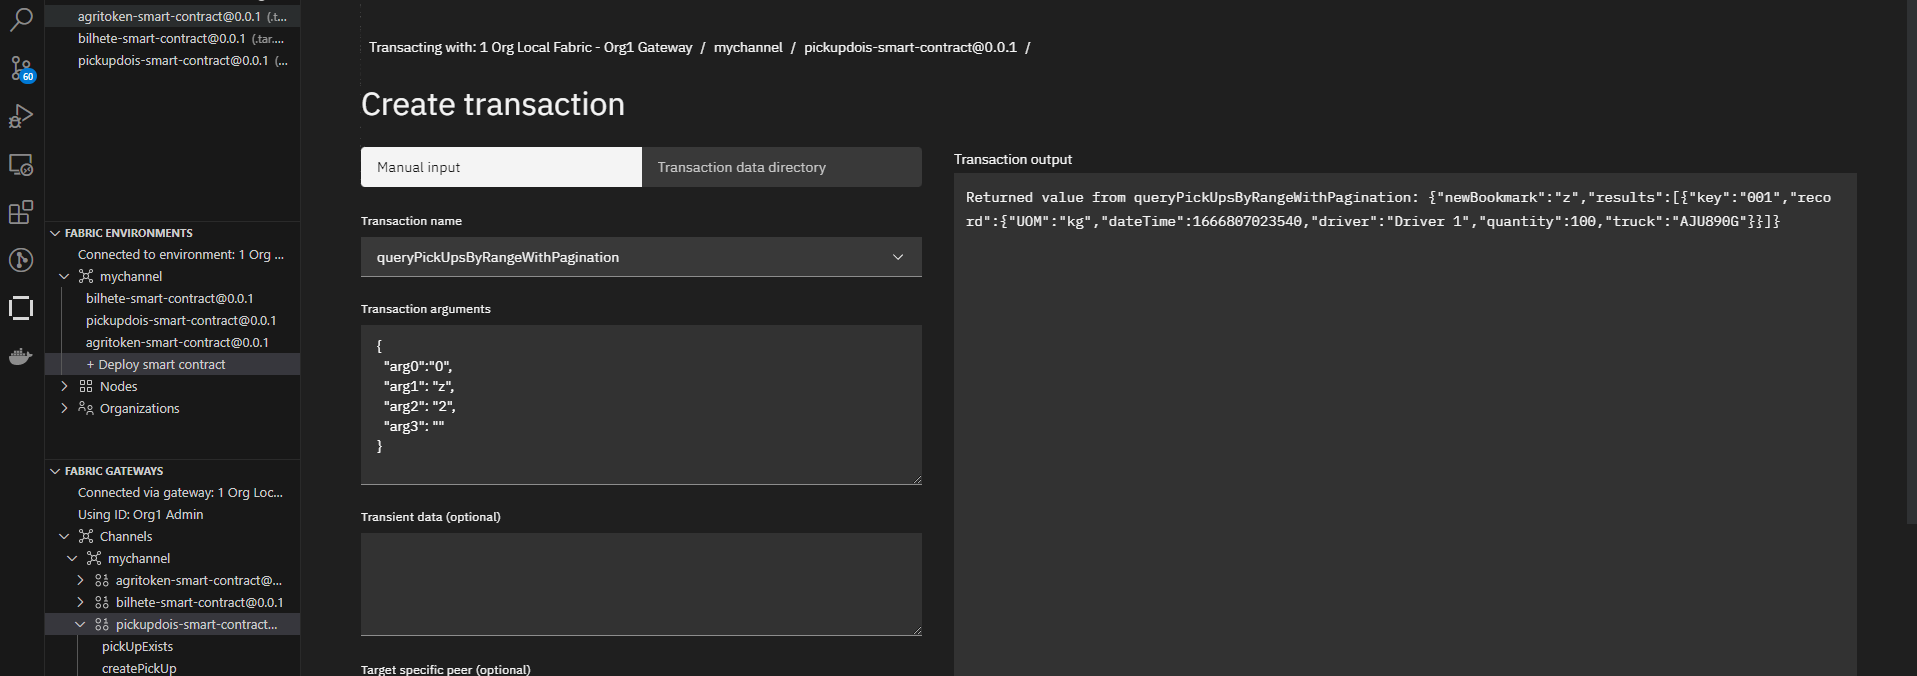 agritoken-smart-contract@0.0.1 (.t...
bilhete-smart-contract@0.0.1 (.tar....
pickupdois-smart-contract@0.0.1 (...
60
FABRIC ENVIRONMENTS
Connected to environment: 1 Org ...
mychannel
bilhete-smart-contract@0.0.1
pickupdois-smart-contract@0.0.1
agritoken-smart-contract@0.0.1
+ Deploy smart contract
Nodes
Organizations
FABRIC GATEWAYS
Connected via gateway: 1 Org Loc...
Using ID: Org1 Admin
Channels
mychannel
agritoken-smart-contract@...
bilhete-smart-contract@0.0.1
pickupdois-smart-contract...
pickUpExists
createPickUp
Transacting with: 1 Org Local Fabric - Org1 Gateway / mychannel / pickupdois-smart-contract@0.0.1 /
Create transaction
Manual input
Transaction data directory
Transaction name
queryPickUpsByRangeWithPagination
Transaction arguments
{
"arg0":"0",
"arg1": "z",
"arg2": "2",
"arg3": ""
}
Transient data (optional)
Target specific peer (optional)
Transaction output
Returned value from queryPickUpsByRangeWithPagination: {"newBookmark":"z","results":[{"key":"001","reco
rd":{"UOM":"kg","dateTime":1666807023540,"driver":"Driver 1","quantity":100,"truck":"AJU890G"}}]}